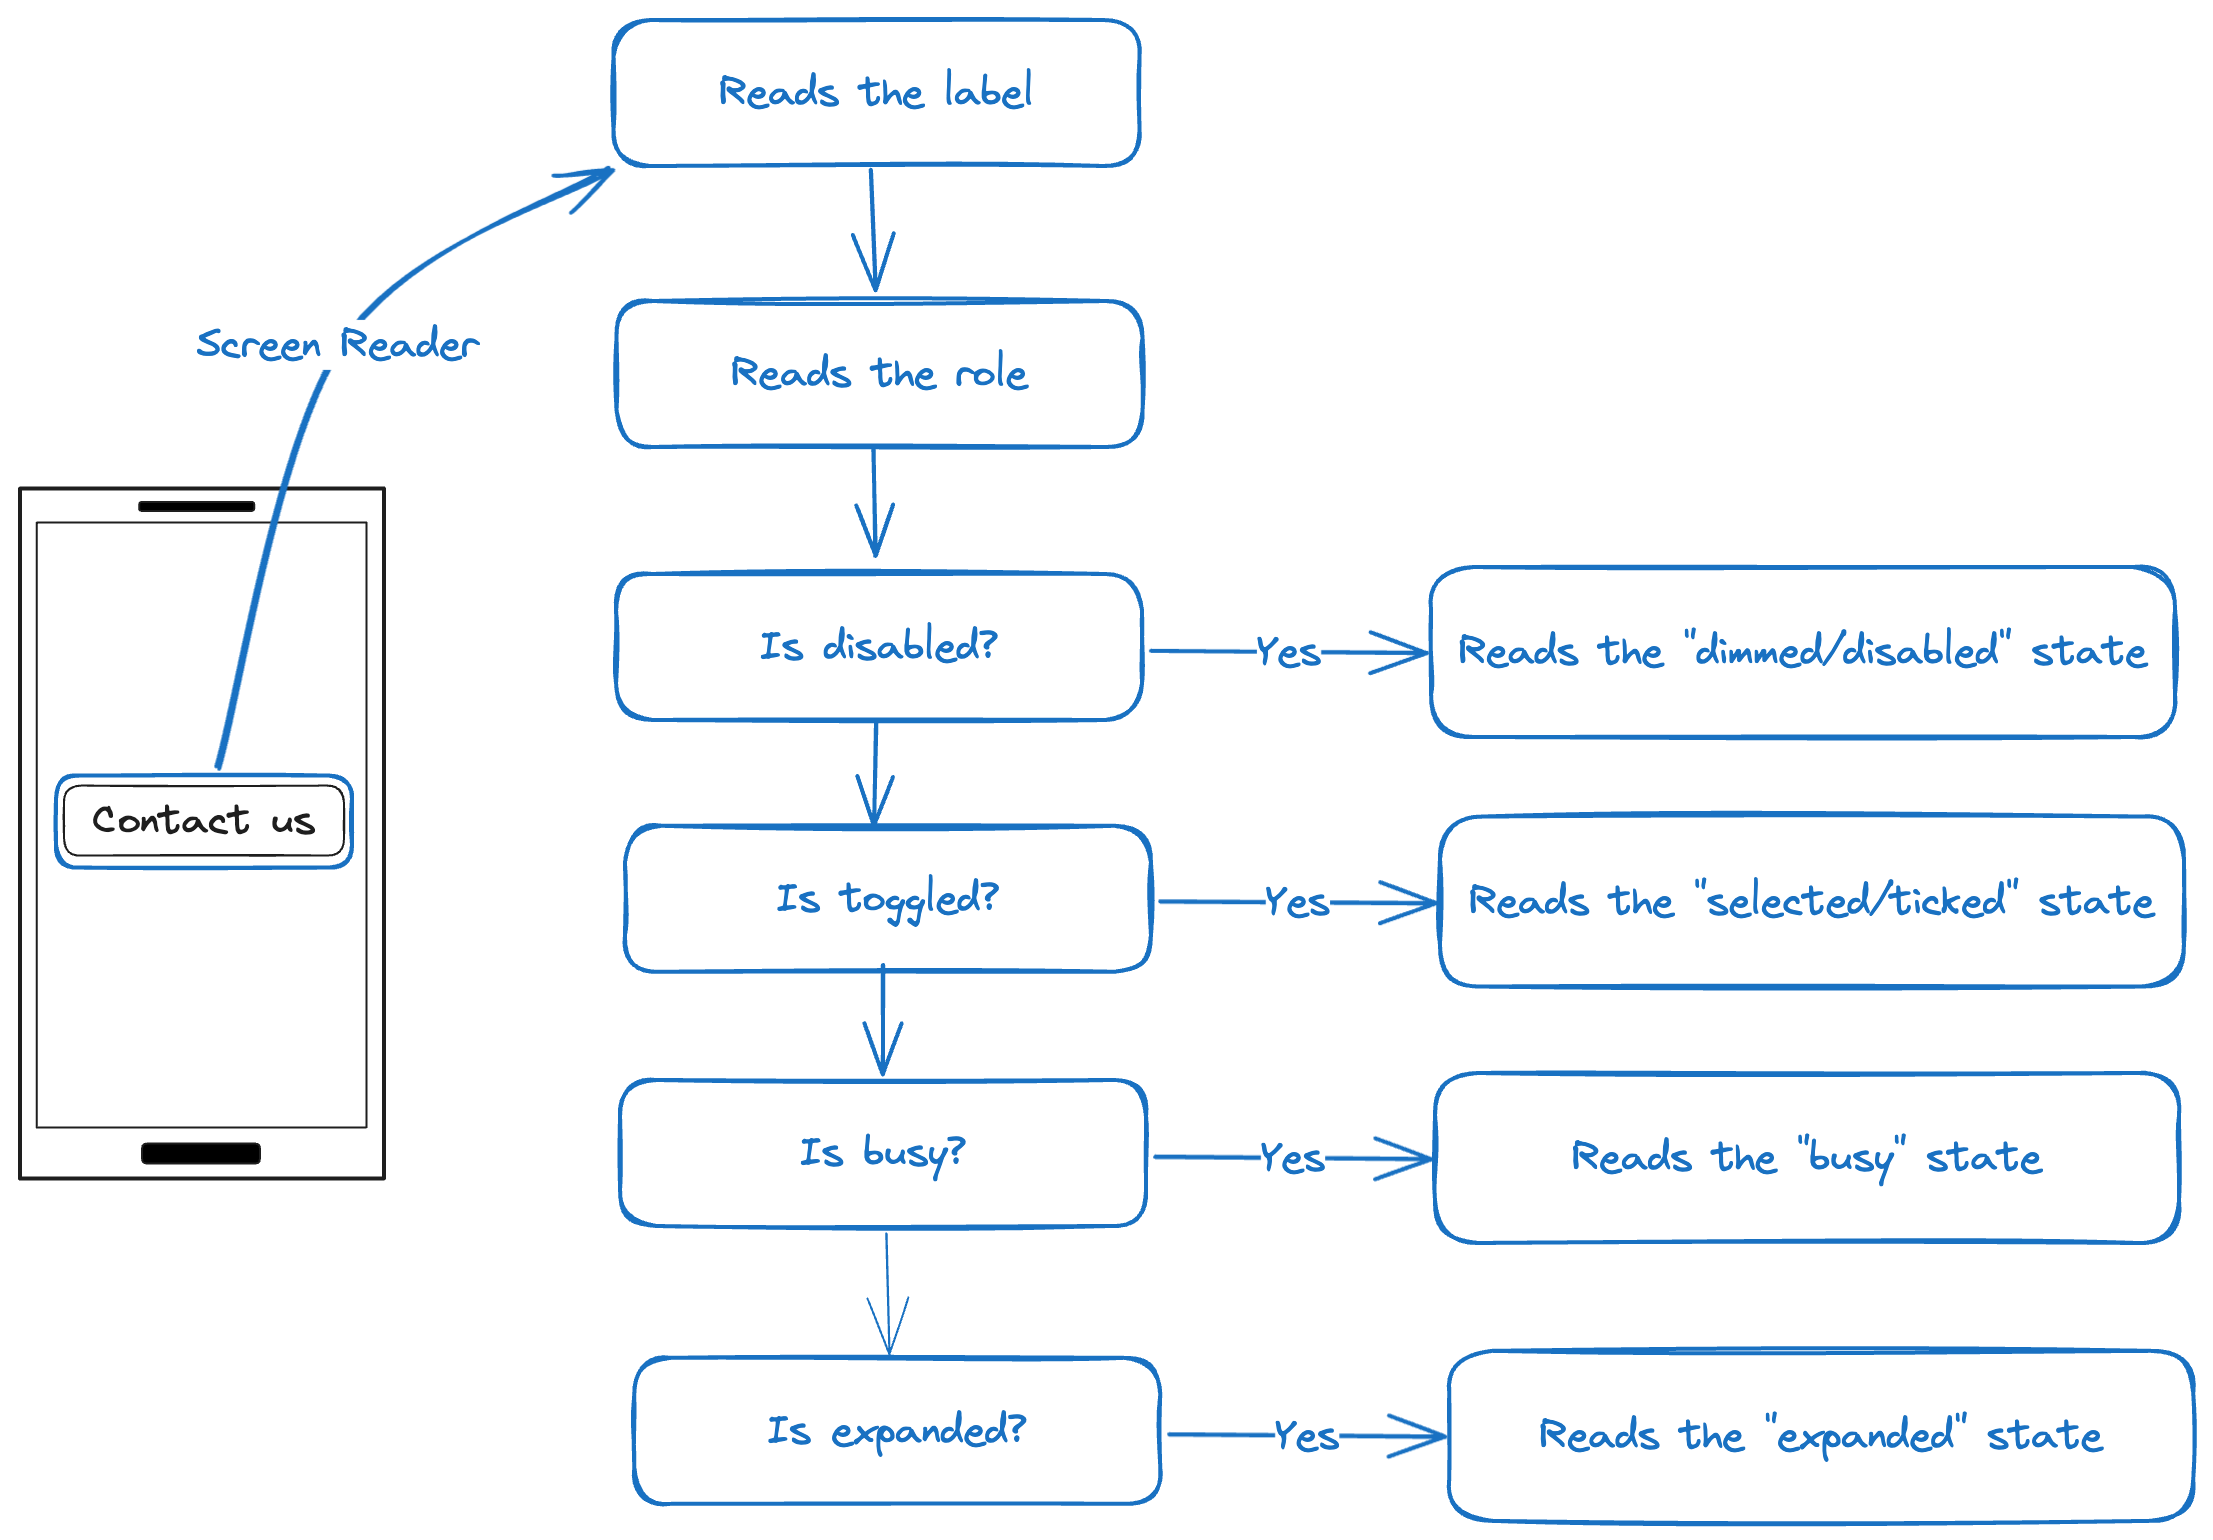 Reads the label
Screen Reader
Reads the role
Is disabled?
Yes
Reads the "dimmed/disabled" state
Contact us
Is toggled?
Yes
Reads the "selected/ticked" state
Is busy?
Yes
Reads the "busy" state
Is expanded?
Yes
Reads the "expanded" state